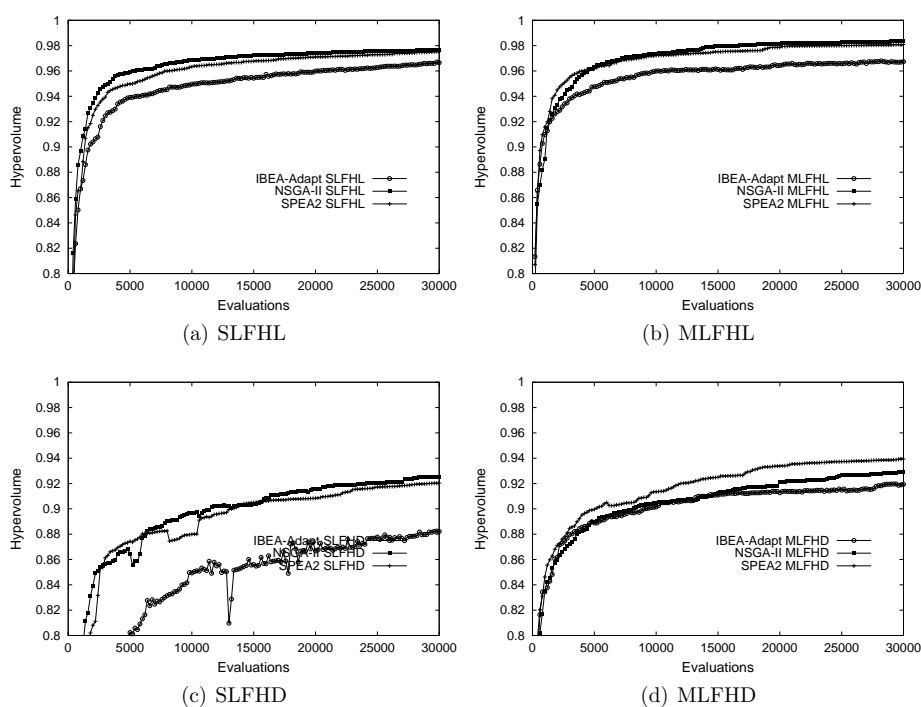 1
0.98
0.96
0.94
0.92
0.9
0.88
0.86
0.84
0.82
0.8
Hypervolume
IBEA-Adapt SLFHL
NSGA-II SLFHL
SPEA2 SLFHL
0 5000 10000 15000 20000 25000 30000
Evaluations
(a) SLFHL
1
0.98
0.96
0.94
0.92
0.9
0.88
0.86
0.84
0.82
0.8
Hypervolume
IBEA-Adapt MLFHL
NSGA-II MLFHL
SPEA2 MLFHL
0 5000 10000 15000 20000 25000 30000
Evaluations
(b) MLFHL
1
0.98
0.96
0.94
0.92
0.9
0.88
0.86
0.84
0.82
0.8
Hypervolume
IBEA-Adapt SLFHD
NSGA-II SLFHD
SPEA2 SLFHD
0 5000 10000 15000 20000 25000 30000
Evaluations
(c) SLFHD
1
0.98
0.96
0.94
0.92
0.9
0.88
0.86
0.84
0.82
0.8
Hypervolume
IBEA-Adapt MLFHD
NSGA-II MLFHD
SPEA2 MLFHD
0 5000 10000 15000 20000 25000 30000
Evaluations
(d) MLFHD